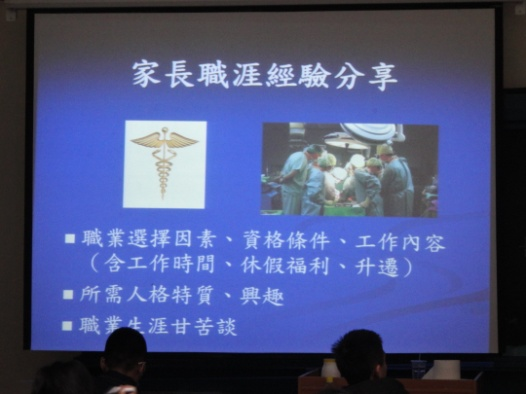 家長職涯經驗分享
■職業選擇因素、資格條件、工作內容
（含工作時間、休假福利、升遷）
■所需人格特質、興趣
■職業生涯甘苦談